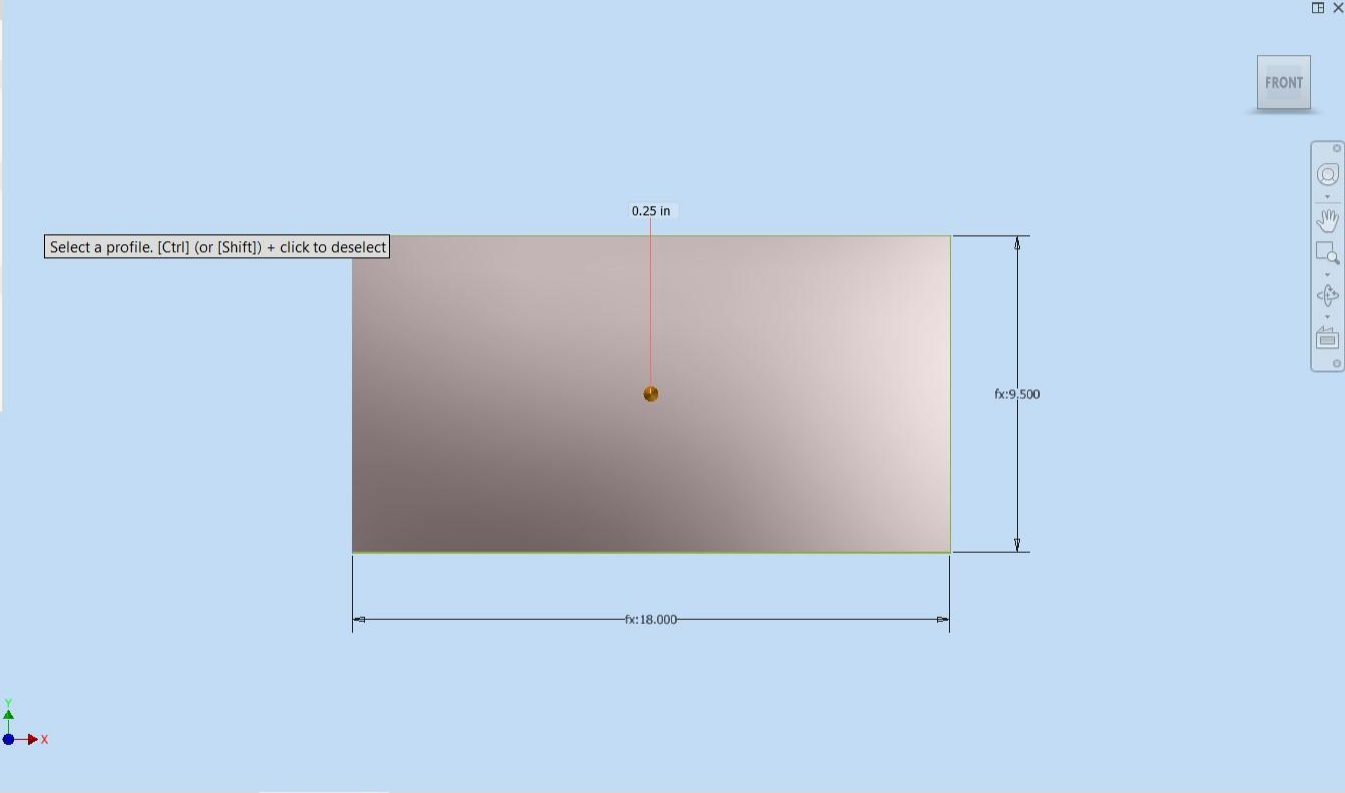 FRONT
0.25 in
Select a profile. [Ctrl] (or [Shift]) + click to deselect
fx:9.500
fx:18.000
Y
X